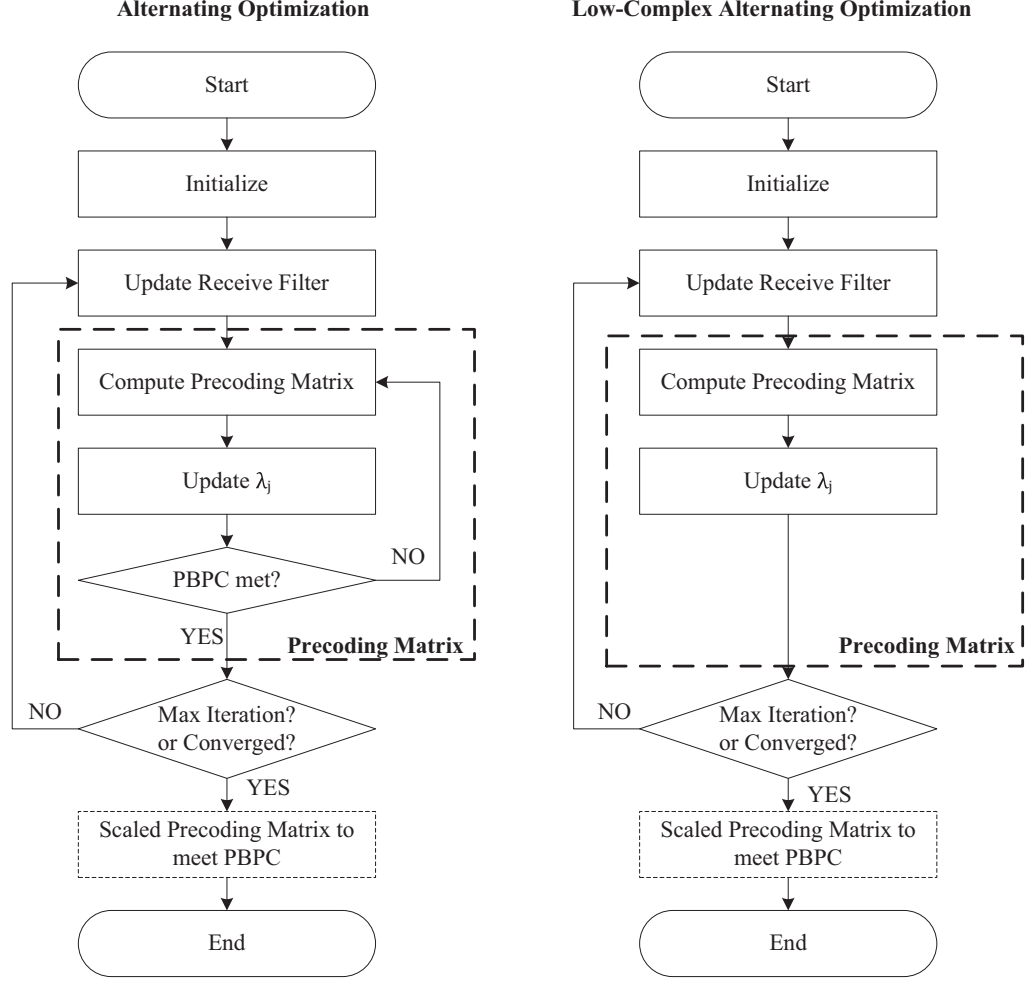 Alternating Optimization
Start
Initialize
Update Receive Filter
Compute Precoding Matrix
Update λj
PBPC met?
NO
YES
Precoding Matrix
Max Iteration?
or Converged?
NO
YES
Scaled Precoding Matrix to
meet PBPC
End
Low-Complex Alternating Optimization
Start
Initialize
Update Receive Filter
Compute Precoding Matrix
Update λj
Precoding Matrix
Max Iteration?
or Converged?
NO
YES
Scaled Precoding Matrix to
meet PBPC
End